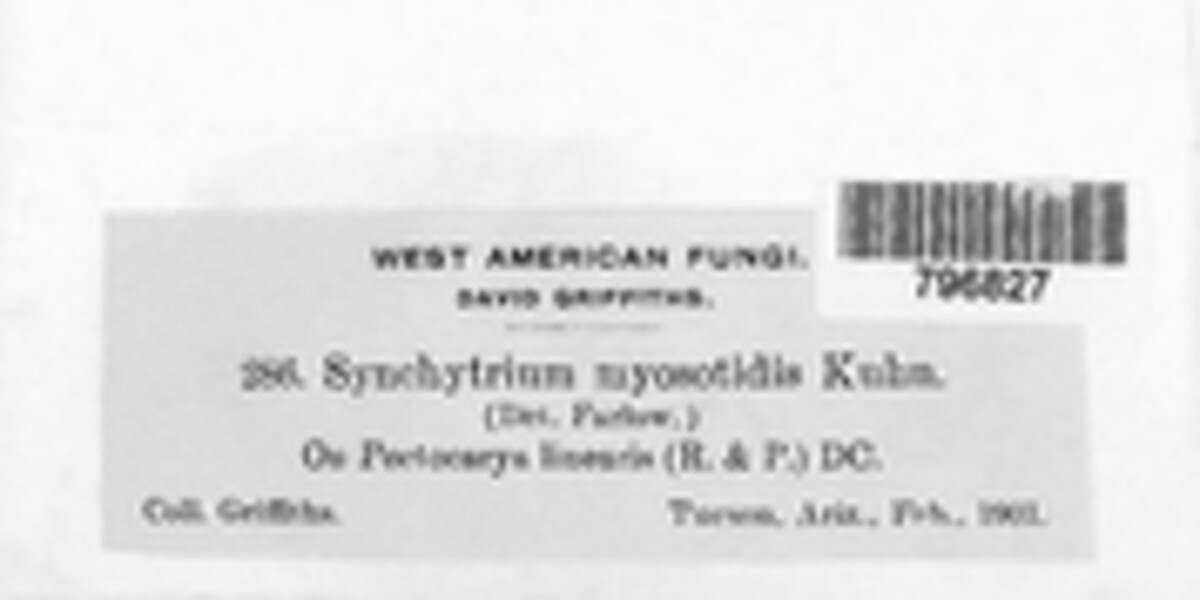 WEST AMERICAN FUNGI.
796827
DAVID GRIFFITHS.
286. Synchytrium myosotidis Kuhn.
(Det. Farlow.)
On Pectocarya linearis (R. & P.) DC.
Coll. Griffiths.
Tucson, Ariz., Feb.,